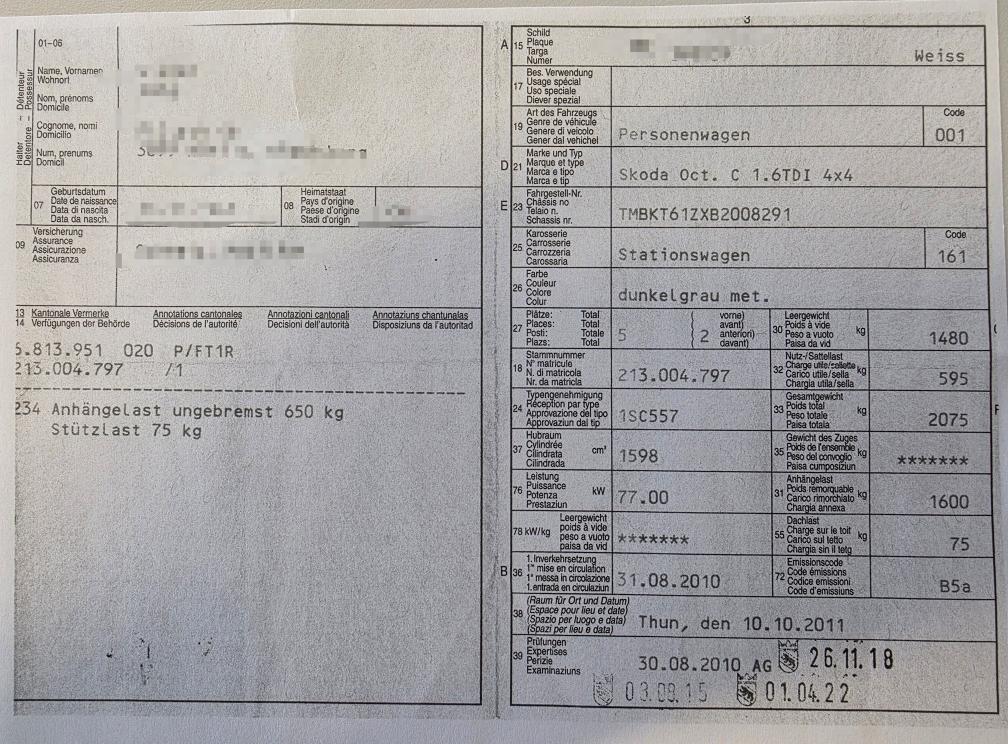 3
01-06
Halter – Détenteur
Detentore – Possessur
Name, Vornamen
Wohnort
Nom, prénoms
Domicile
Cognome, nomi
Domicilio
Num, prenums
Domicil
07 Geburtsdatum
Date de naissance
Data di nascita
Data da nasch.
08 Heimatstaat
Pays d'origine
Paese d'origine
Stadi d'origin
09 Versicherung
Assurance
Assicurazione
Assicuranza
13 Kantonale Vermerke Annotations cantonales Annotazioni cantonali Annotaziuns chantunalas
14 Verfügungen der Behörde Décisions de l'autorité Decisioni dell'autorità Disposiziuns da l'autoritad
5.813.951 020 P/FT1R
213.004.797 /1
234 Anhängelast ungebremst 650 kg
Stützlast 75 kg
A 15 Schild
Plaque
Targa
Numer
Weiss
17 Bes. Verwendung
Usage spécial
Uso speciale
Diever spezial
19 Art des Fahrzeugs
Genre de véhicule
Genere di veicolo
Gener dal vehichel
Personenwagen
Code
001
D 21 Marke und Typ
Marque et type
Marca e tipo
Marca e tip
Skoda Oct. C 1.6TDI 4x4
E 23 Fahrgestell-Nr.
Châssis no
Telaio n.
Schassis nr.
TMBKT61ZXB2008291
25 Karosserie
Carrosserie
Carrozzeria
Carossaria
Stationswagen
Code
161
26 Farbe
Couleur
Colore
Colur
dunkelgrau met.
27 Plätze: Total
Places: Total
Posti: Totale
Plazs: Total
5
( vorne)
avant)
anteriori)
( davant)
2
30 Leergewicht
Poids à vide
Peso a vuoto
Paisa da vid
kg
1480
18 Stammnummer
N° matricule
N. di matricola
Nr. da matricla
213.004.797
32 Nutz-/Sattellast
Charge utile/sellette
Carico utile/sella
Chargia utila/sella
kg
595
24 Typengenehmigung
Réception par type
Approvazione del tipo
Approvaziun dal tip
1SC557
33 Gesamtgewicht
Poids total
Peso totale
Paisa totala
kg
2075
37 Hubraum
Cylindrée
Cilindrata
Cilindrada
cm³
1598
35 Gewicht des Zuges
Poids de l'ensemble
Peso del convoglio
Paisa cumposiziun
kg
*******
76 Leistung
Puissance
Potenza
Prestaziun
kW
77.00
31 Anhängelast
Poids remorquable
Carico rimorchiato
Chargia annexa
kg
1600
78 kW/kg Leergewicht
poids à vide
peso a vuoto
paisa da vid
*******
55 Dachlast
Charge sur le toit
Carico sul tetto
Chargia sin il tetg
kg
75
B 36 1. Inverkehrsetzung
1re mise en circulation
1a messa in circolazione
1. entrada en circulaziun
31.08.2010
72 Emissionscode
Code émissions
Codice emissioni
Code d'emissiuns
B5a
38 (Raum für Ort und Datum)
(Espace pour lieu et date)
(Spazio per luogo e data)
(Spazi per lieu e data)
Thun, den 10.10.2011
39 Prüfungen
Expertises
Perizie
Examinaziuns
30.08.2010 AG 26.11.18
03.09.15 01.04.22